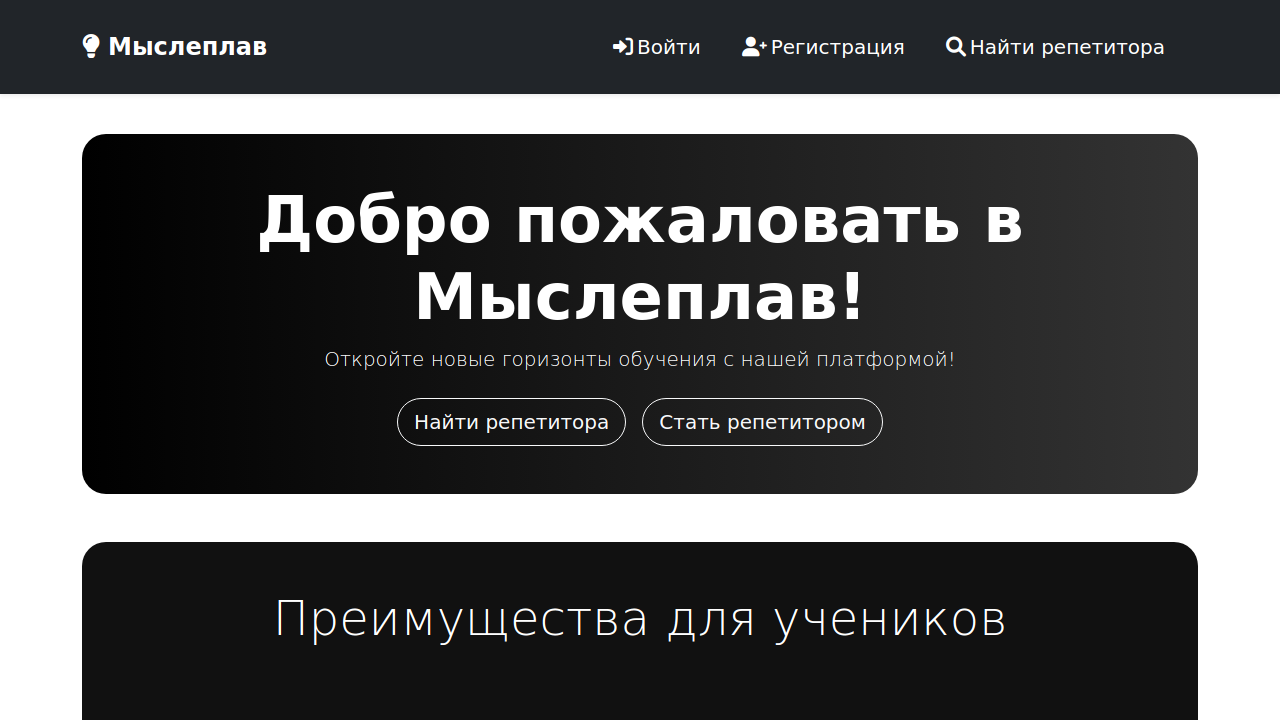 Мыслеплав
Войти
Регистрация
Найти репетитора
Добро пожаловать в
Мыслеплав!
Откройте новые горизонты обучения с нашей платформой!
Найти репетитора
Стать репетитором
Преимущества для учеников